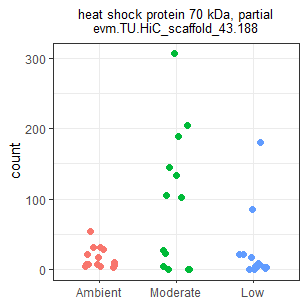 heat shock protein 70 kDa, partial
evm.TU.HiC_scaffold_43.188
300
200
100
0
count
Ambient Moderate Low